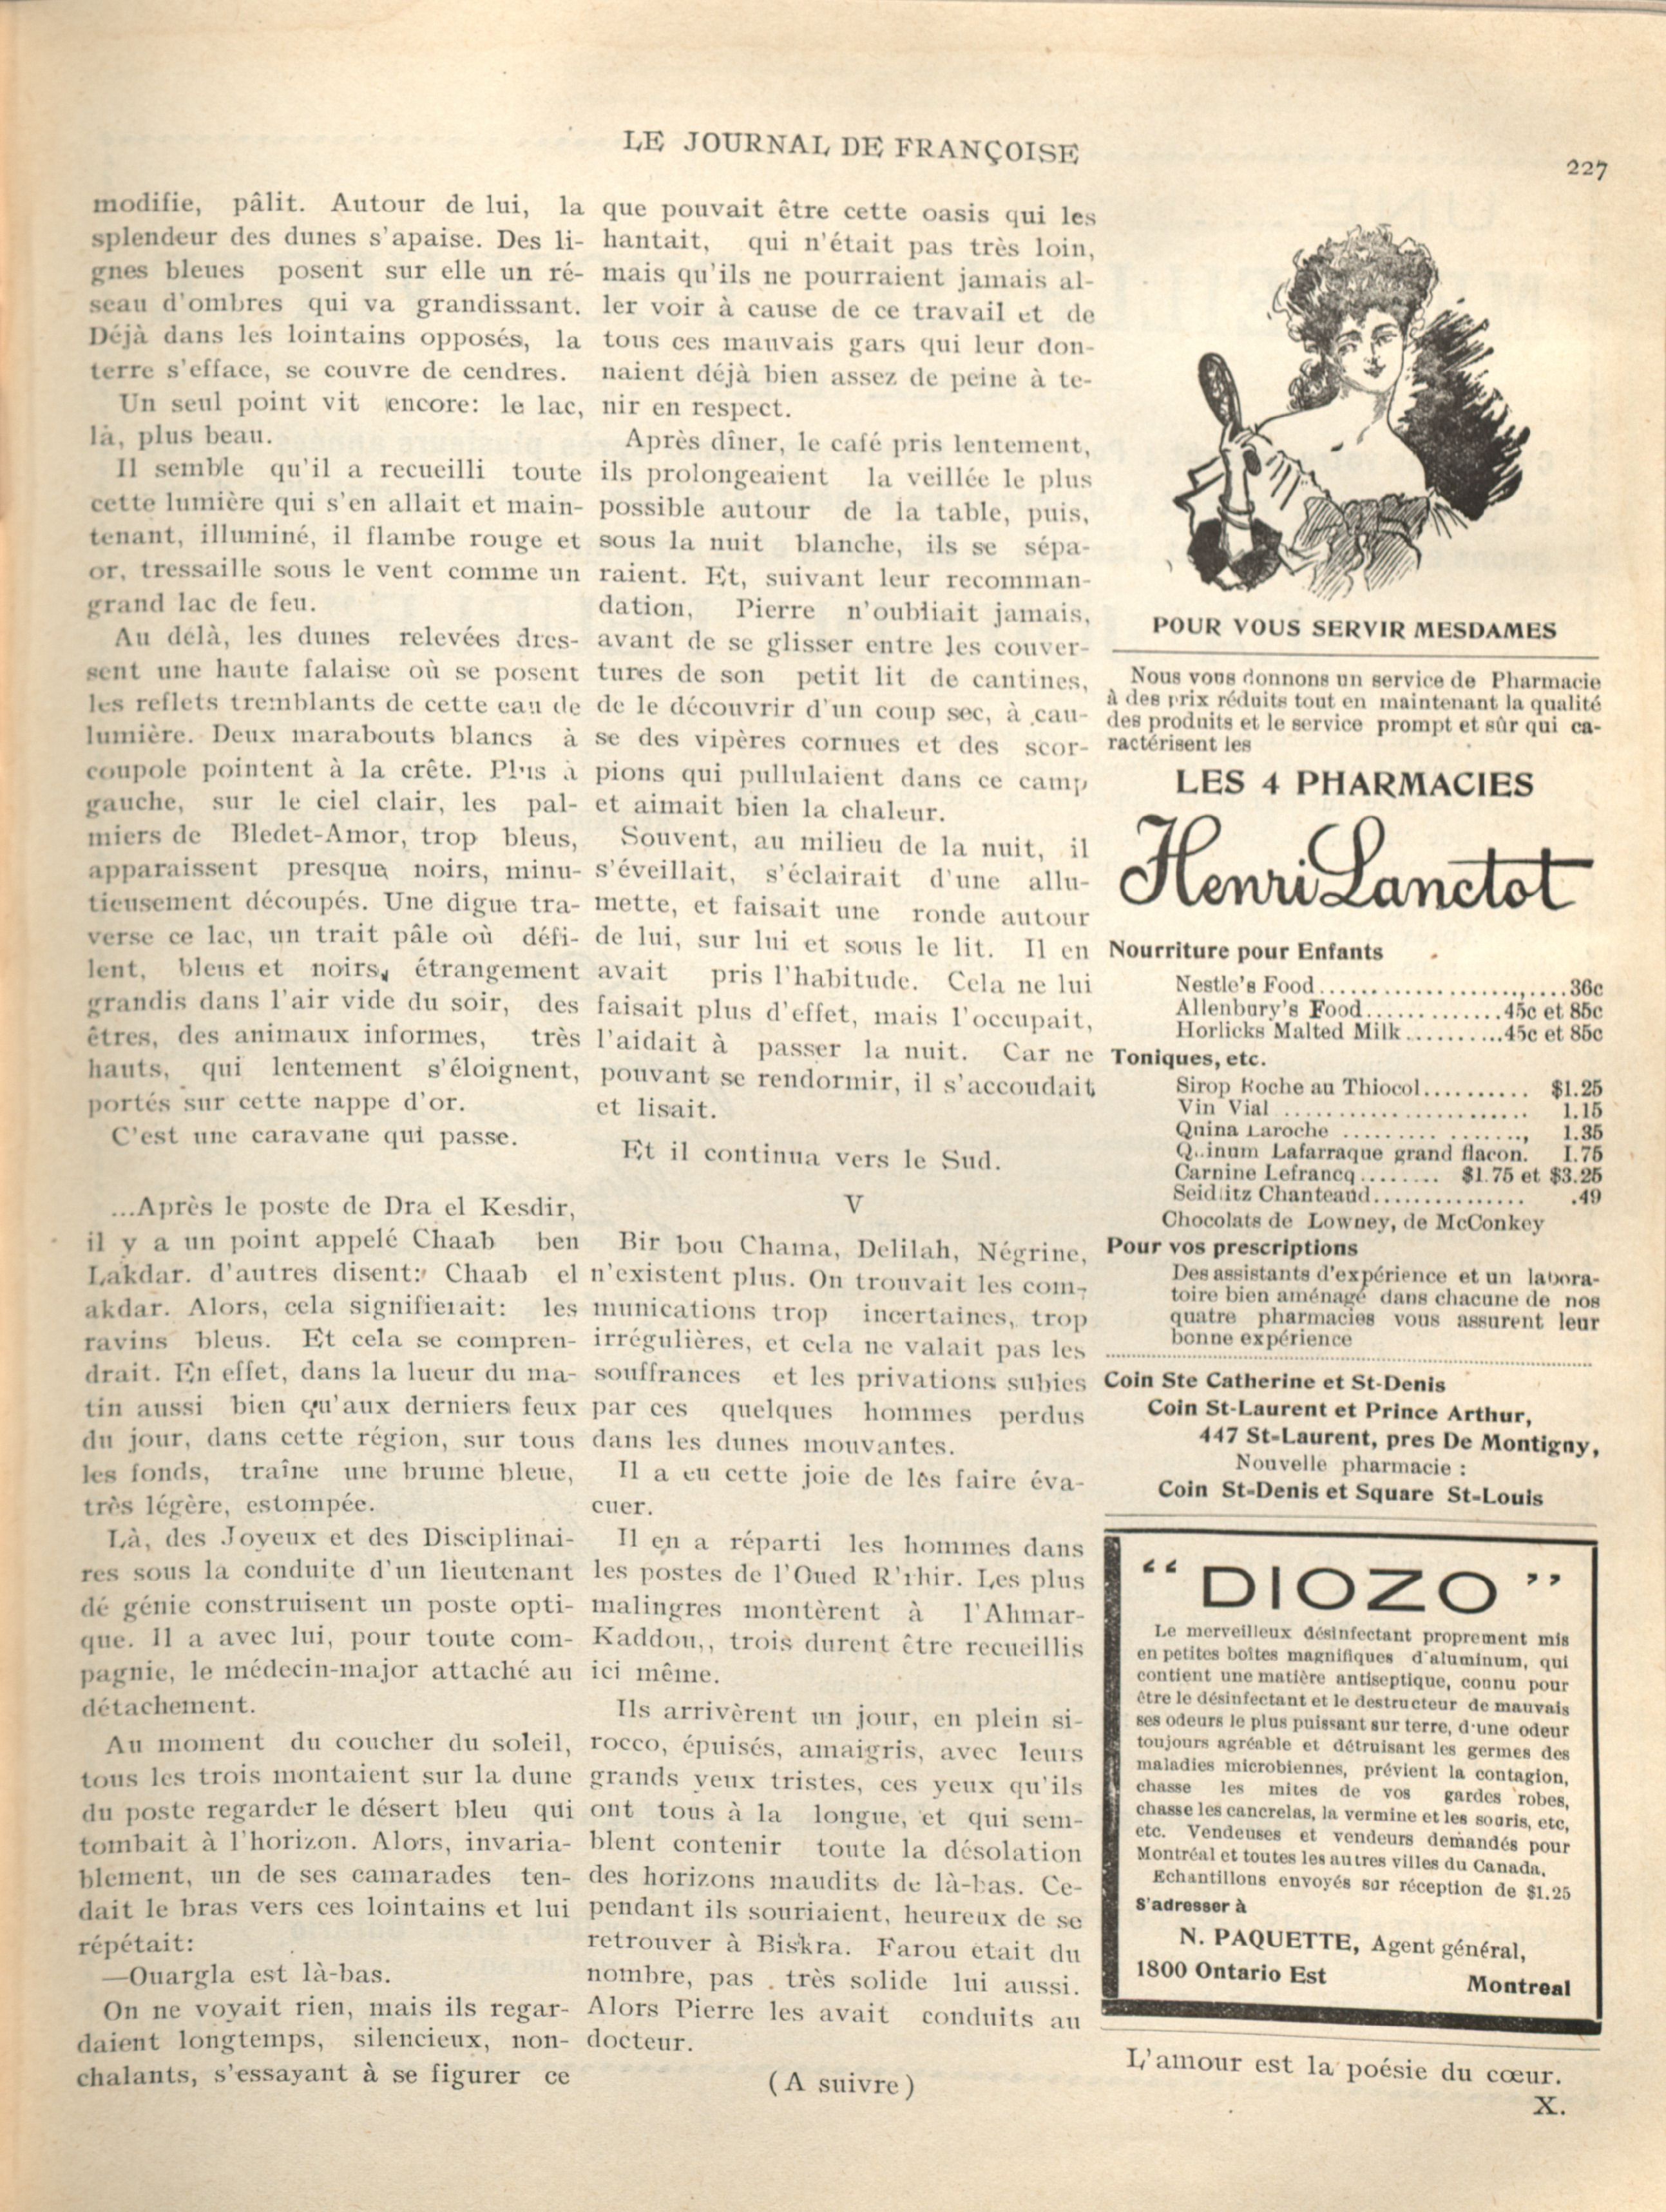 LE JOURNAL DE FRANÇOISE
227
modifie, pâlit. Autour de lui, la
splendeur des dunes s'apaise. Des li-
gnes bleues posent sur elle un ré-
seau d'ombres qui va grandissant.
Déjà dans les lointains opposés, la
terre s'efface, se couvre de cendres.
Un seul point vit encore: le lac,
là, plus beau.
Il semble qu'il a recueilli toute
cette lumière qui s'en allait et main-
tenant, illuminé, il flambe rouge et
or, tressaille sous le vent comme un
grand lac de feu.
Au delà, les dunes relevées dres-
sent une haute falaise où se posent
les reflets tremblants de cette eau de
lumière. Deux marabouts blancs à
coupole pointent à la crête. Plus à
gauche, sur le ciel clair, les pal-
miers de Bledet-Amor, trop bleus,
apparaissent presque noirs, minu-
tieusement découpés. Une digue tra-
verse ce lac, un trait pâle où défi-
lent, bleus et noirs, étrangement
grandis dans l'air vide du soir, des
êtres, des animaux informes, très
hauts, qui lentement s'éloignent,
portés sur cette nappe d'or.
C'est une caravane qui passe.
...Après le poste de Dra el Kesdir,
il y a un point appelé Chaab ben
Lakdar. d'autres disent: Chaab el
akdar. Alors, cela signifierait: les
ravins bleus. Et cela se compren-
drait. En effet, dans la lueur du ma-
tin aussi bien qu'aux derniers feux
du jour, dans cette région, sur tous
les fonds, traîne une brume bleue,
très légère, estompée.
Là, des Joyeux et des Disciplinai-
res sous la conduite d'un lieutenant
dé génie construisent un poste opti-
que. Il a avec lui, pour toute com-
pagnie, le médecin-major attaché au
détachement.
Au moment du coucher du soleil,
tous les trois montaient sur la dune
du poste regarder le désert bleu qui
tombait à l'horizon. Alors, invaria-
blement, un de ses camarades ten-
dait le bras vers ces lointains et lui
répétait:
—Ouargla est là-bas.
On ne voyait rien, mais ils regar-
daient longtemps, silencieux, non-
chalants, s'essayant à se figurer ce
que pouvait être cette oasis qui les
hantait, qui n'était pas très loin,
mais qu'ils ne pourraient jamais al-
ler voir à cause de ce travail et de
tous ces mauvais gars qui leur don-
naient déjà bien assez de peine à te-
nir en respect.
Après dîner, le café pris lentement,
ils prolongeaient la veillée le plus
possible autour de la table, puis,
sous la nuit blanche, ils se sépa-
raient. Et, suivant leur recomman-
dation, Pierre n'oubliait jamais,
avant de se glisser entre les couver-
tures de son petit lit de cantines,
de le découvrir d'un coup sec, à cau-
se des vipères cornues et des scor-
pions qui pullulaient dans ce camp
et aimait bien la chaleur.
Souvent, au milieu de la nuit, il
s'éveillait, s'éclairait d'une allu-
mette, et faisait une ronde autour
de lui, sur lui et sous le lit. Il en
avait pris l'habitude. Cela ne lui
faisait plus d'effet, mais l'occupait,
l'aidait à passer la nuit. Car ne
pouvant se rendormir, il s'accoudait
et lisait.
Et il continua vers le Sud.
V
Bir bou Chama, Delilah, Négrine,
n'existent plus. On trouvait les com-
munications trop incertaines, trop
irrégulières, et cela ne valait pas les
souffrances et les privations subies
par ces quelques hommes perdus
dans les dunes mouvantes.
Il a eu cette joie de les faire éva-
cuer.
Il en a réparti les hommes dans
les postes de l'Oued R'rhir. Les plus
malingres montèrent à l'Ahmar-
Kaddou,, trois durent être recueillis
ici même.
Ils arrivèrent un jour, en plein si-
rocco, épuisés, amaigris, avec leurs
grands yeux tristes, ces yeux qu'ils
ont tous à la longue, et qui sem-
blent contenir toute la désolation
des horizons maudits de là-bas. Ce-
pendant ils souriaient, heureux de se
retrouver à Biskra. Farou était du
nombre, pas très solide lui aussi.
Alors Pierre les avait conduits au
docteur.
(A suivre)
POUR VOUS SERVIR MESDAMES
Nous vous donnons un service de Pharmacie
à des prix réduits tout en maintenant la qualité
des produits et le service prompt et sûr qui ca-
ractérisent les
LES 4 PHARMACIES
Henri Lanctot
Nourriture pour Enfants
Nestle's Food......................36c
Allenbury's Food..............45c et 85c
Horlicks Malted Milk..........45c et 85c
Toniques, etc.
Sirop Roche au Thiocol.......... $1.25
Vin Vial ........................ 1.15
Quina Laroche .................. 1.35
Quinum Lafarraque grand flacon. 1.75
Carnine Lefrancq........ $1.75 et $3.25
Seidlitz Chanteaud............... .49
Chocolats de Lowney, de McConkey
Pour vos prescriptions
Des assistants d'expérience et un labora-
toire bien aménagé dans chacune de nos
quatre pharmacies vous assurent leur
bonne expérience
Coin Ste Catherine et St-Denis
Coin St-Laurent et Prince Arthur,
447 St-Laurent, pres De Montigny,
Nouvelle pharmacie :
Coin St-Denis et Square St-Louis
“ DIOZO ”
Le merveilleux désinfectant proprement mis
en petites boîtes magnifiques d'aluminum, qui
contient une matière antiseptique, connu pour
être le désinfectant et le destructeur de mauvais
ses odeurs le plus puissant sur terre, d'une odeur
toujours agréable et détruisant les germes des
maladies microbiennes, prévient la contagion,
chasse les mites de vos gardes robes,
chasse les cancrelas, la vermine et les souris, etc,
etc. Vendeuses et vendeurs demandés pour
Montréal et toutes les autres villes du Canada.
Echantillons envoyés sur réception de $1.25
S'adresser à
N. PAQUETTE, Agent général,
1800 Ontario Est Montreal
L'amour est la poésie du cœur.
X.